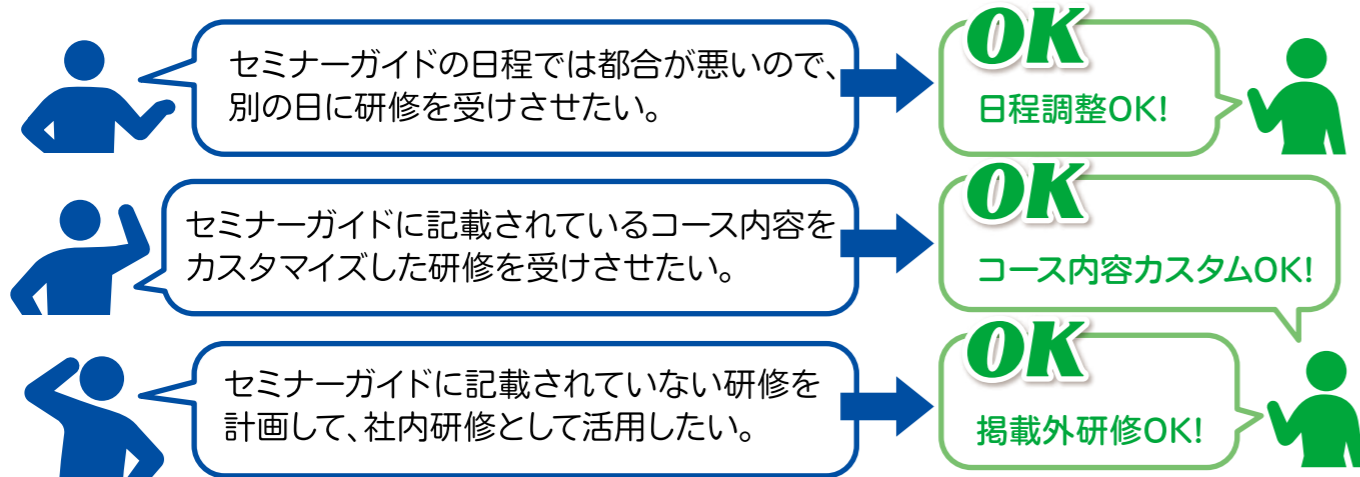 セミナーガイドの日程では都合が悪いので、
別の日に研修を受けさせたい。
OK
日程調整OK!
セミナーガイドに記載されているコース内容を
カスタマイズした研修を受けさせたい。
OK
コース内容カスタムOK!
セミナーガイドに記載されていない研修を
計画して、社内研修として活用したい。
OK
掲載外研修OK!